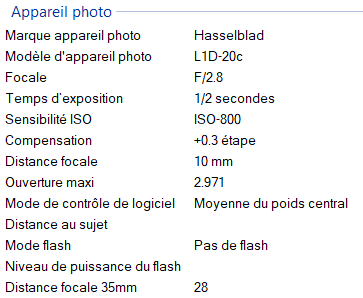 Appareil photo
Marque appareil photo Hasselblad
Modèle d'appareil photo L1D-20c
Focale F/2.8
Temps d'exposition 1/2 secondes
Sensibilité ISO ISO-800
Compensation +0.3 étape
Distance focale 10 mm
Ouverture maxi 2.971
Mode de contrôle de logiciel Moyenne du poids central
Distance au sujet
Mode flash Pas de flash
Niveau de puissance du flash
Distance focale 35mm 28